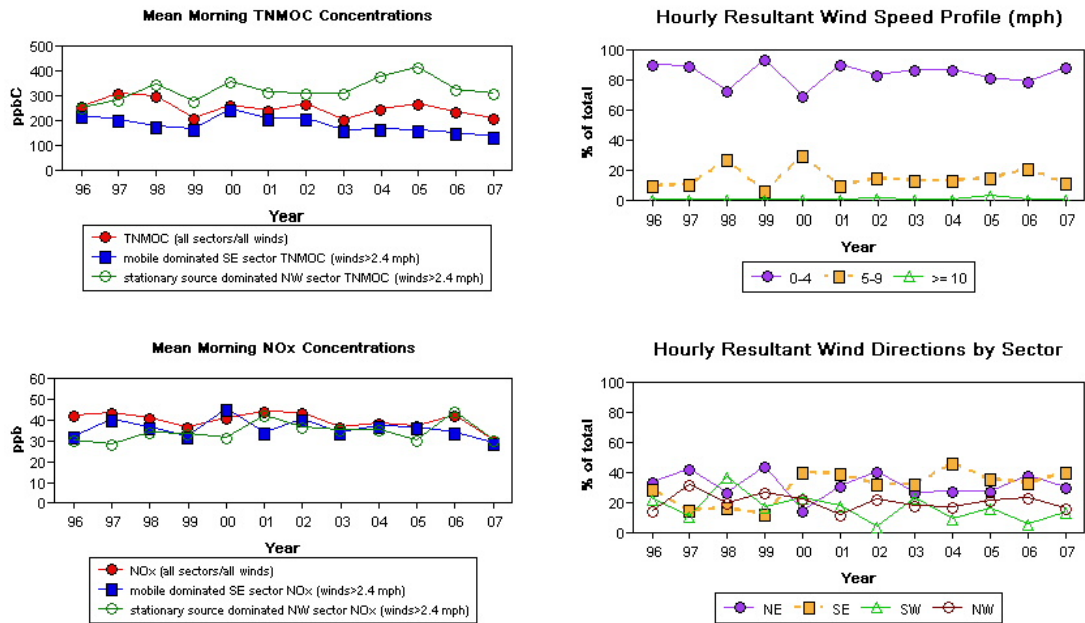 Mean Morning TNMOC Concentrations
500
400
300
200
100
0
ppbC
96 97 98 99 00 01 02 03 04 05 06 07
Year
TNMOC (all sectors/all winds)
mobile dominated SE sector TNMOC (winds>2.4 mph)
stationary source dominated NW sector TNMOC (winds>2.4 mph)
Hourly Resultant Wind Speed Profile (mph)
100
80
60
40
20
0
% of total
96 97 98 99 00 01 02 03 04 05 06 07
Year
0-4 5-9 >= 10
Mean Morning NOx Concentrations
60
50
40
30
20
10
0
ppb
96 97 98 99 00 01 02 03 04 05 06 07
Year
NOx (all sectors/all winds)
mobile dominated SE sector NOx (winds>2.4 mph)
stationary source dominated NW sector NOx (winds>2.4 mph)
Hourly Resultant Wind Directions by Sector
100
80
60
40
20
0
% of total
96 97 98 99 00 01 02 03 04 05 06 07
Year
NE SE SW NW